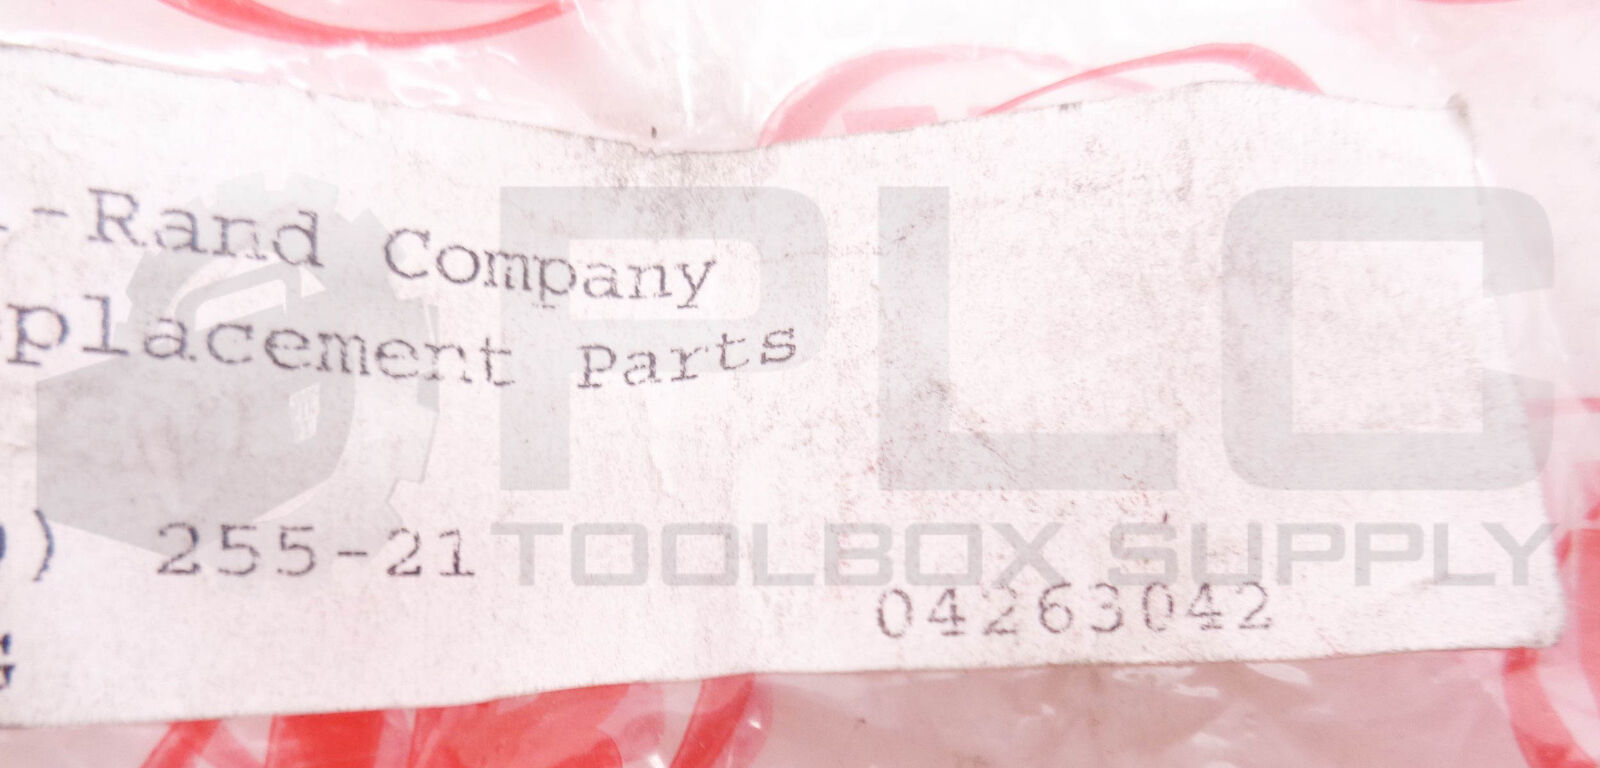 -Rand Company
placement Parts
) 255-21
04263042
G
PLC
TOOLBOX SUPPLY